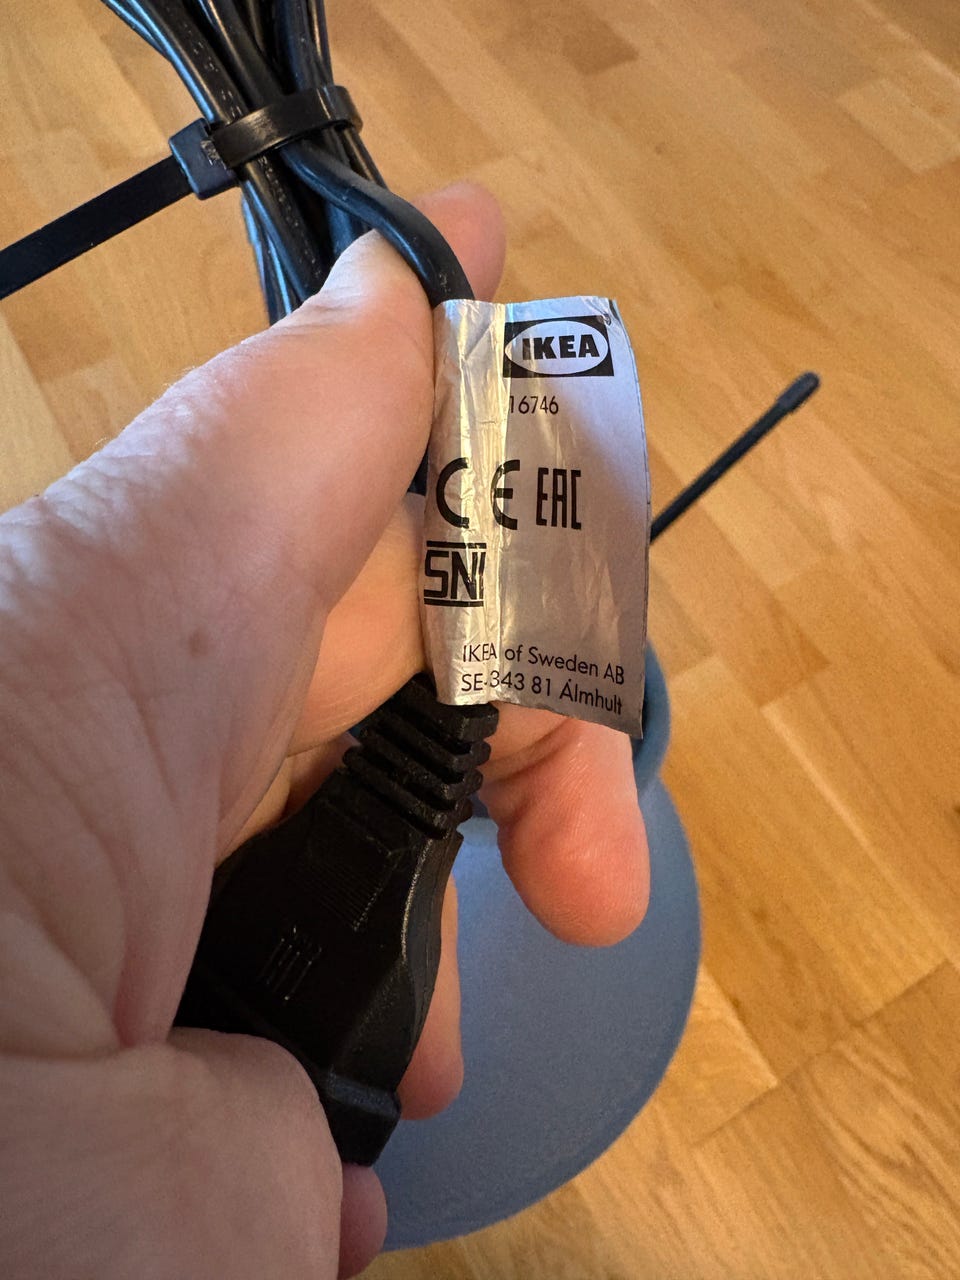 IKEA
16746
CE EAC
SNI
IKEA of Sweden AB
SE-343 81 Älmhult